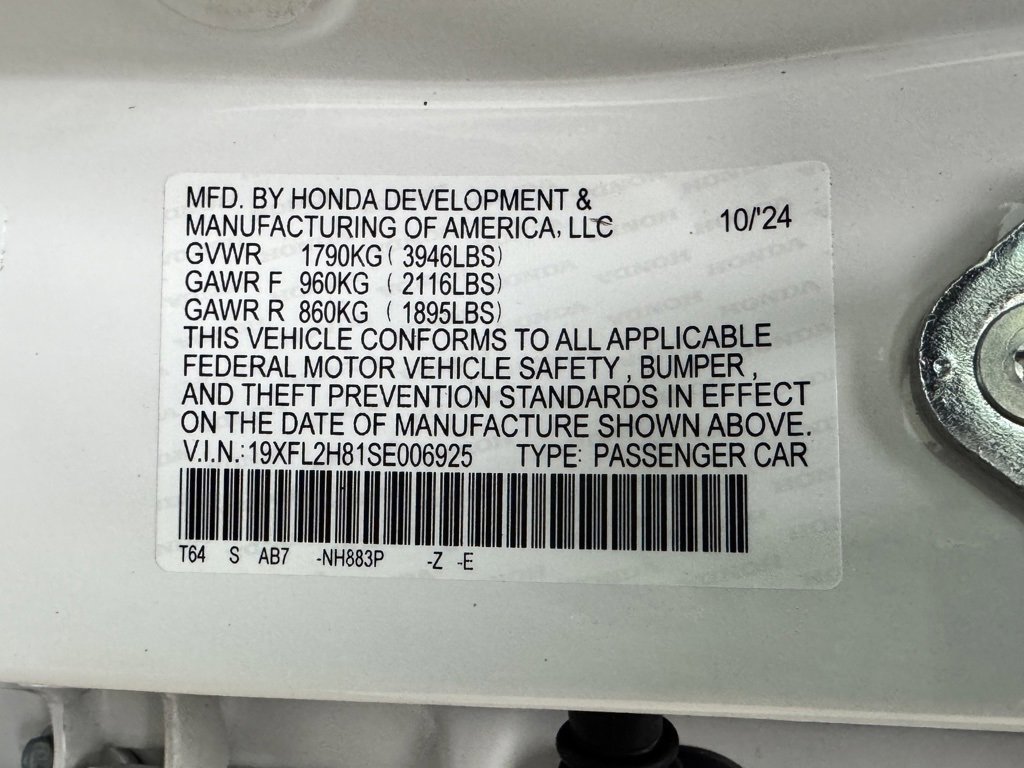 MFD. BY HONDA DEVELOPMENT &
MANUFACTURING OF AMERICA, LLC 10/'24
GVWR 1790KG (3946LBS)
GAWR F 960KG (2116LBS)
GAWR R 860KG (1895LBS)
THIS VEHICLE CONFORMS TO ALL APPLICABLE
FEDERAL MOTOR VEHICLE SAFETY, BUMPER,
AND THEFT PREVENTION STANDARDS IN EFFECT
ON THE DATE OF MANUFACTURE SHOWN ABOVE.
V.I.N.: 19XFL2H81SE006925 TYPE: PASSENGER CAR
T64 S AB7 -NH883P -Z -E